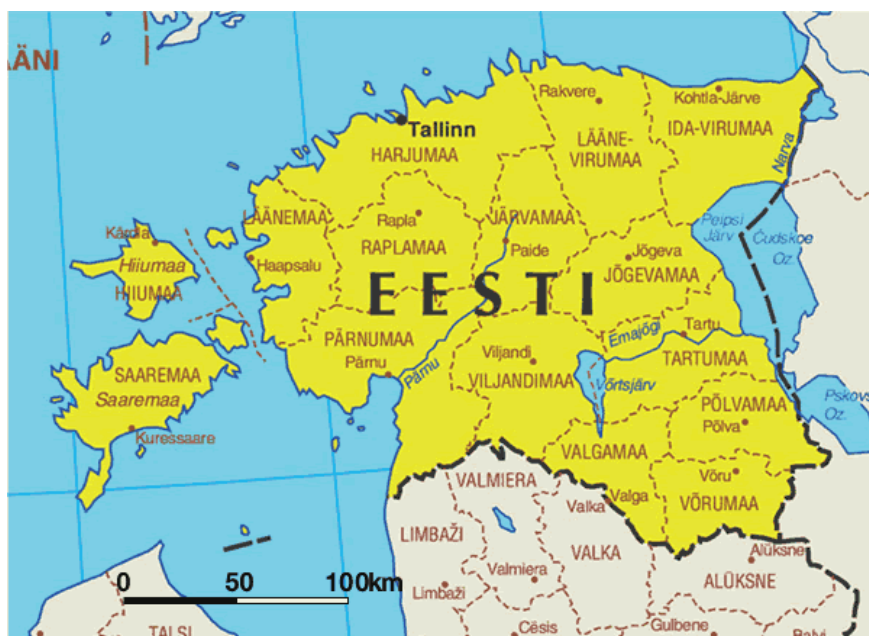 ÄÄNI
Rakvere
Kohtla-Järve
Tallinn
LÄÄNE-
VIRUMAA
IDA-VIRUMAA
HARJUMAA
Narva
LÄÄNEMAA
Rapla
JÄRVAMAA
Peipsi
Järv
Kärdla
RAPLAMAA
Paide
Čudskoe
Oz.
Haapsalu
Jõgeva
Hiiumaa
HIIUMAA
JÕGEVAMAA
EESTI
PÄRNUMAA
Emajõgi
Tartu
Pärnu
Pärnu
Viljandi
TARTUMAA
SAAREMAA
VILJANDIMAA
Võrtsjärv
Pskovs
Oz.
Saaremaa
PÕLVAMAA
Põlva
Kuressaare
VALGAMAA
Võru
VALMIERA
Valka
Valga
VÕRUMAA
LIMBAŽI
VALKA
Alūksne
Valmiera
ALŪKSNE
0 50 100km
Limbaži
TALSI
Cēsis
Gulbene